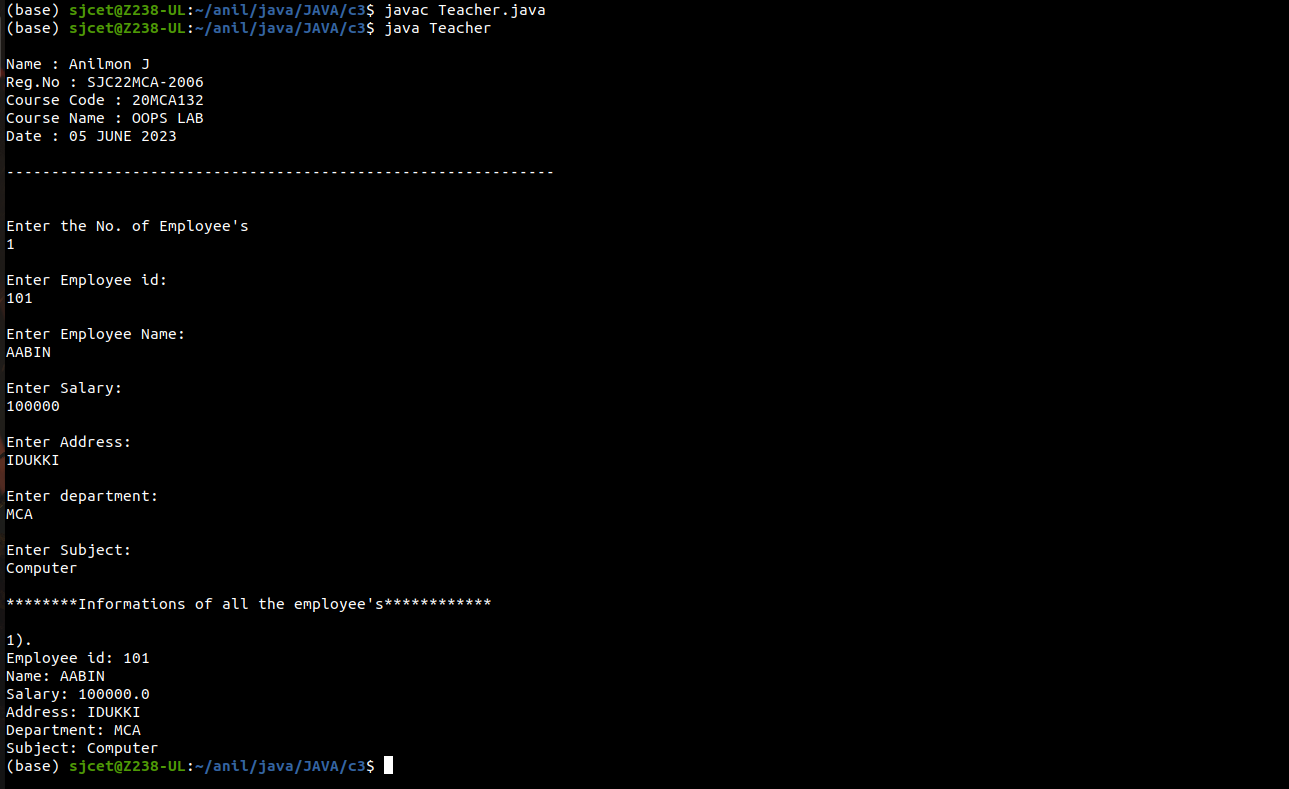 (base) sjcet@Z238-UL:~/anil/java/JAVA/c3$ javac Teacher.java
(base) sjcet@Z238-UL:~/anil/java/JAVA/c3$ java Teacher
Name : Anilmon J
Reg.No : SJC22MCA-2006
Course Code : 20MCA132
Course Name : OOPS LAB
Date : 05 JUNE 2023
-------------------------------------------------------------
Enter the No. of Employee's
1
Enter Employee id:
101
Enter Employee Name:
AABIN
Enter Salary:
100000
Enter Address:
IDUKKI
Enter department:
MCA
Enter Subject:
Computer
********Informations of all the employee's************
1).
Employee id: 101
Name: AABIN
Salary: 100000.0
Address: IDUKKI
Department: MCA
Subject: Computer
(base) sjcet@Z238-UL:~/anil/java/JAVA/c3$